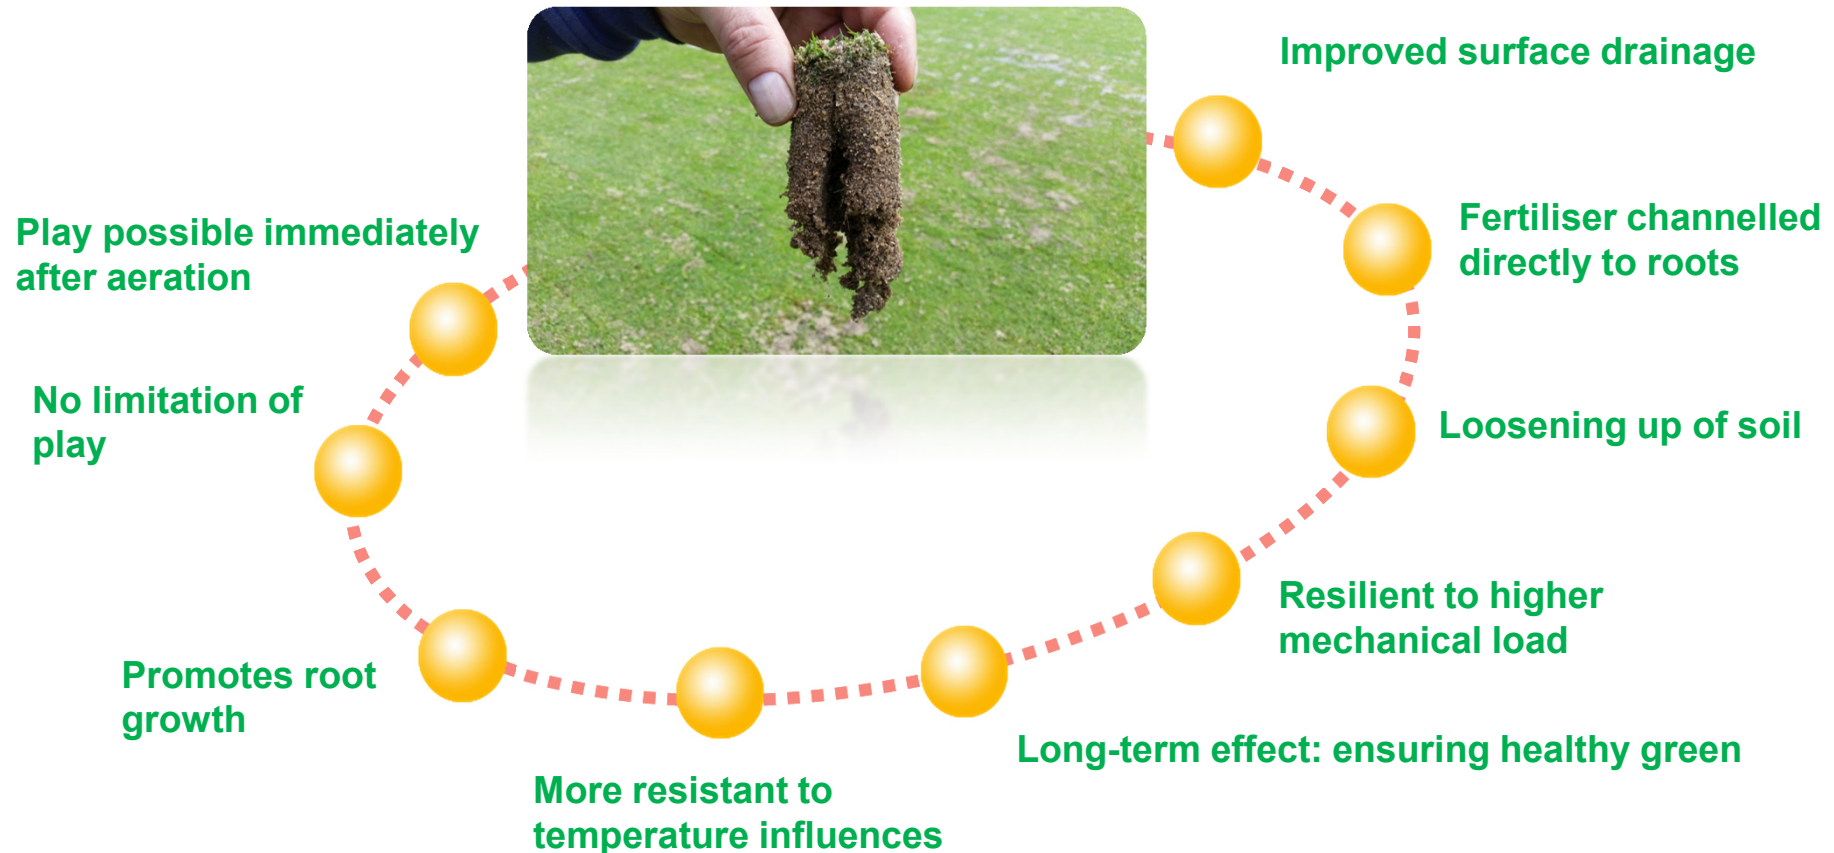 Improved surface drainage
Fertiliser channelled
directly to roots
Loosening up of soil
Resilient to higher
mechanical load
Long-term effect: ensuring healthy green
More resistant to
temperature influences
Promotes root
growth
No limitation of
play
Play possible immediately
after aeration